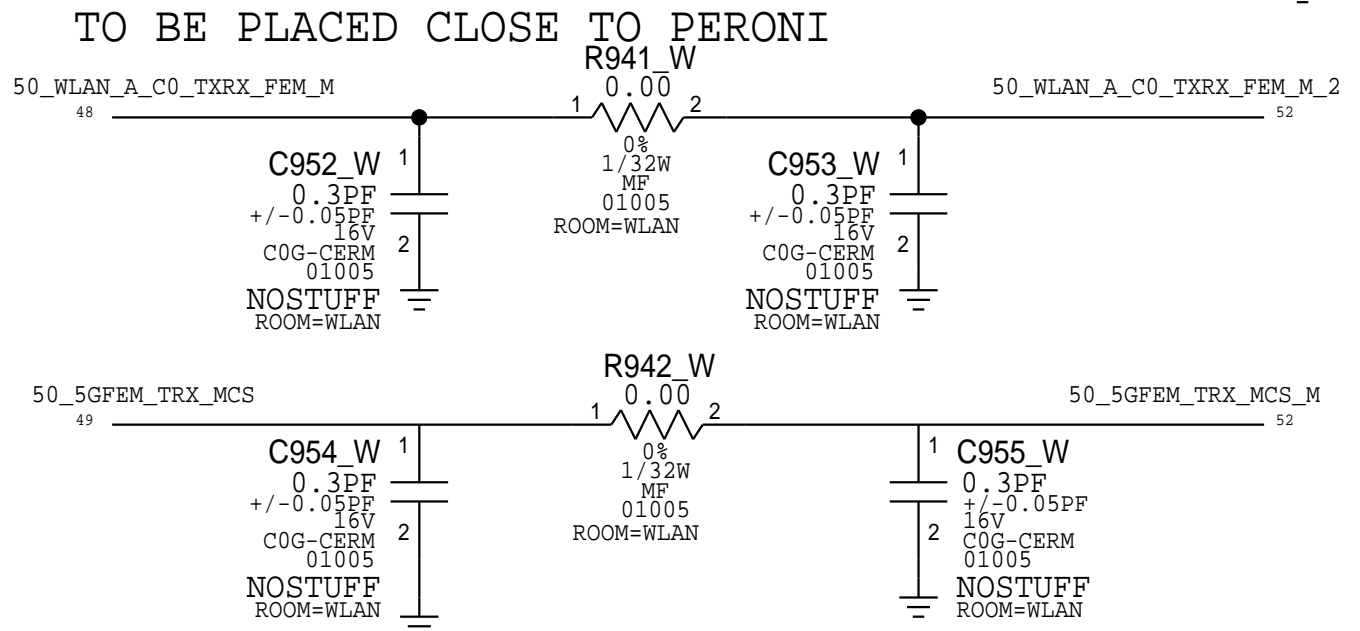 TO BE PLACED CLOSE TO PERONI
R941_W
50_WLAN_A_C0_TXRX_FEM_M
0.00
50_WLAN_A_C0_TXRX_FEM_M_2
48
1
2
52
0%
1/32W
MF
01005
ROOM=WLAN
C952_W
1
0.3PF
+/-0.05PF
16V
2
C0G-CERM
01005
NOSTUFF
ROOM=WLAN
C953_W
1
0.3PF
+/-0.05PF
16V
2
C0G-CERM
01005
NOSTUFF
ROOM=WLAN
R942_W
50_5GFEM_TRX_MCS
0.00
50_5GFEM_TRX_MCS_M
49
1
2
52
0%
1/32W
MF
01005
ROOM=WLAN
C954_W
1
0.3PF
+/-0.05PF
16V
2
C0G-CERM
01005
NOSTUFF
ROOM=WLAN
1
C955_W
0.3PF
+/-0.05PF
16V
2
C0G-CERM
01005
NOSTUFF
ROOM=WLAN